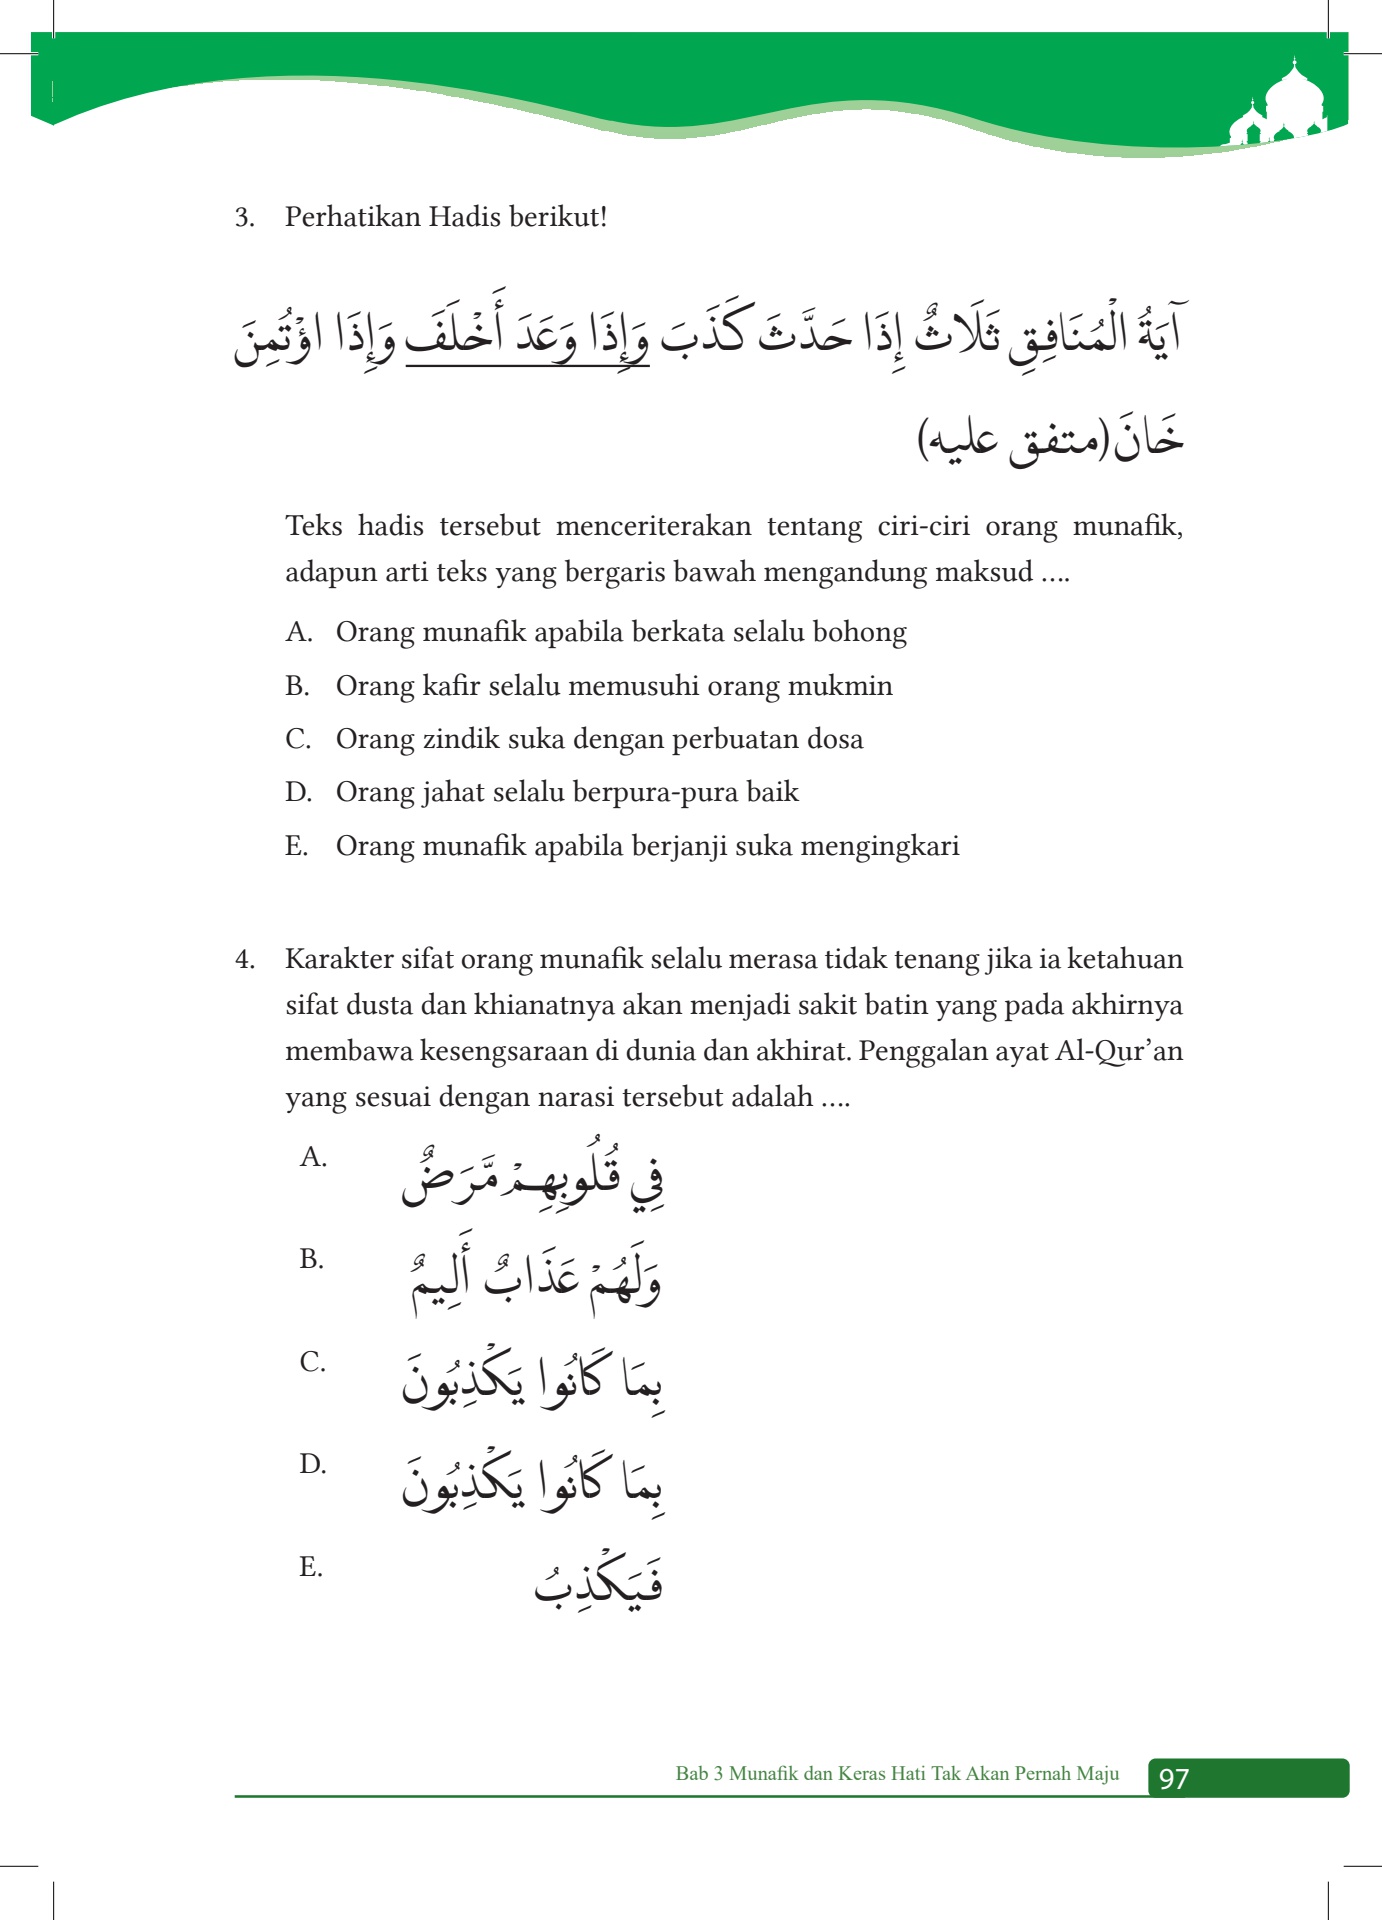 3. Perhatikan Hadis berikut!
آيَةُ الْمُنَافِقِ ثَلَاثٌ إِذَا حَدَّثَ كَذَبَ وَإِذَا وَعَدَ أَخْلَفَ وَإِذَا اؤْتُمِنَ
خَانَ(متفق عليه)
Teks hadis tersebut menceriterakan tentang ciri-ciri orang munafik,
adapun arti teks yang bergaris bawah mengandung maksud ....
A. Orang munafik apabila berkata selalu bohong
B. Orang kafir selalu memusuhi orang mukmin
C. Orang zindik suka dengan perbuatan dosa
D. Orang jahat selalu berpura-pura baik
E. Orang munafik apabila berjanji suka mengingkari
4. Karakter sifat orang munafik selalu merasa tidak tenang jika ia ketahuan
sifat dusta dan khianatnya akan menjadi sakit batin yang pada akhirnya
membawa kesengsaraan di dunia dan akhirat. Penggalan ayat Al-Qur’an
yang sesuai dengan narasi tersebut adalah ....
A. فِي قُلُوبِهِمْ مَّرَضٌ
B. وَلَهُمْ عَذَابٌ أَلِيمٌ
C. بِمَا كَانُوا يَكْذِبُونَ
D. بِمَا كَانُوا يَكْذِبُونَ
E. فَيَكْذِبُ
Bab 3 Munafik dan Keras Hati Tak Akan Pernah Maju 97